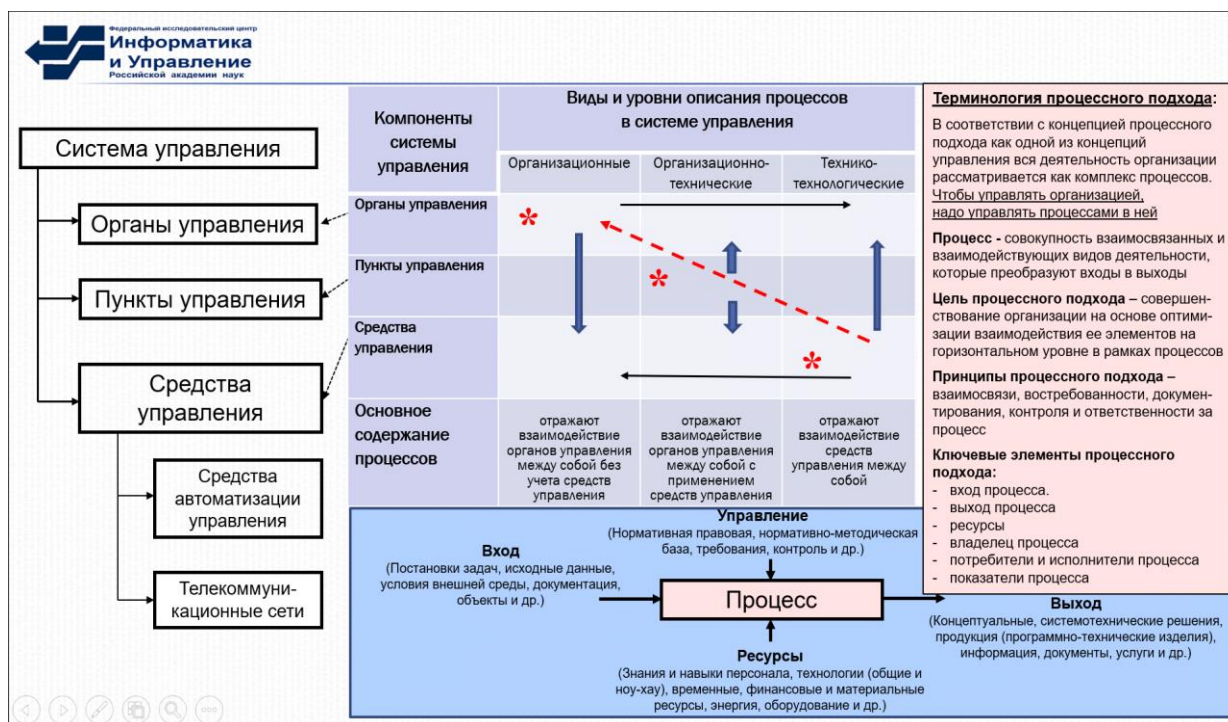 Федеральный исследовательский центр
Информатика
и Управление
Российской академии наук
Система управления
Органы управления
Пункты управления
Средства
управления
Средства
автоматизации
управления
Телекоммуни-
кационные сети
Компоненты
системы
управления
Виды и уровни описания процессов
в системе управления
Организационные
Организационно-
технические
Технико-
технологические
Органы управления
Пункты управления
Средства
управления
Основное
содержание
процессов
отражают
взаимодействие
органов управления
между собой без
учета средств
управления
отражают
взаимодействие
органов управления
между собой с
применением
средств управления
отражают
взаимодействие
средств
управления между
собой
Терминология процессного подхода:
В соответствии с концепцией процессного
подхода как одной из концепций
управления вся деятельность организации
рассматривается как комплекс процессов.
Чтобы управлять организацией,
надо управлять процессами в ней
Процесс - совокупность взаимосвязанных и
взаимодействующих видов деятельности,
которые преобразуют входы в выходы
Цель процессного подхода – совершен-
ствование организации на основе оптими-
зации взаимодействия ее элементов на
горизонтальном уровне в рамках процессов
Принципы процессного подхода –
взаимосвязи, востребованности, докумен-
тирования, контроля и ответственности за
процесс
Ключевые элементы процессного
подхода:
- вход процесса.
- выход процесса
- ресурсы
- владелец процесса
- потребители и исполнители процесса
- показатели процесса
Управление
(Нормативная правовая, нормативно-методическая
база, требования, контроль и др.)
Вход
(Постановки задач, исходные данные,
условия внешней среды, документация,
объекты и др.)
Процесс
Выход
(Концептуальные, системотехнические решения,
продукция (программно-технические изделия),
информация, документы, услуги и др.)
Ресурсы
(Знания и навыки персонала, технологии (общие и
ноу-хау), временные, финансовые и материальные
ресурсы, энергия, оборудование и др.)